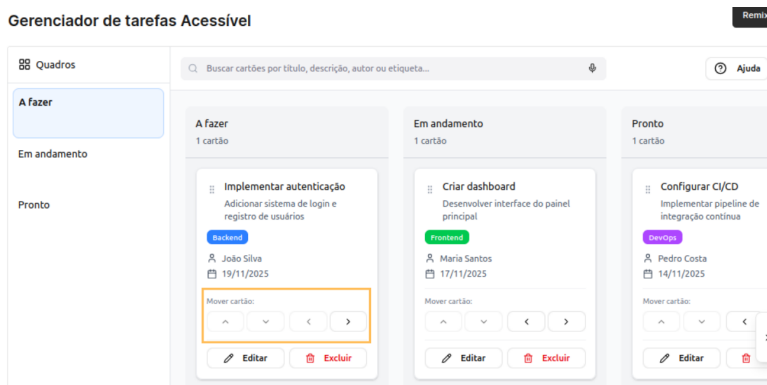 Gerenciador de tarefas Acessível
Remix
Quadros
Buscar cartões por título, descrição, autor ou etiqueta...
Ajuda
A fazer
Em andamento
Pronto
A fazer
1 cartão
Implementar autenticação
Adicionar sistema de login e
registro de usuários
Backend
João Silva
19/11/2025
Mover cartão:
Editar
Excluir
Em andamento
1 cartão
Criar dashboard
Desenvolver interface do painel
principal
Frontend
Maria Santos
17/11/2025
Mover cartão:
Editar
Excluir
Pronto
1 cartão
Configurar CI/CD
Implementar pipeline de
integração contínua
DevOps
Pedro Costa
14/11/2025
Mover cartão:
Editar